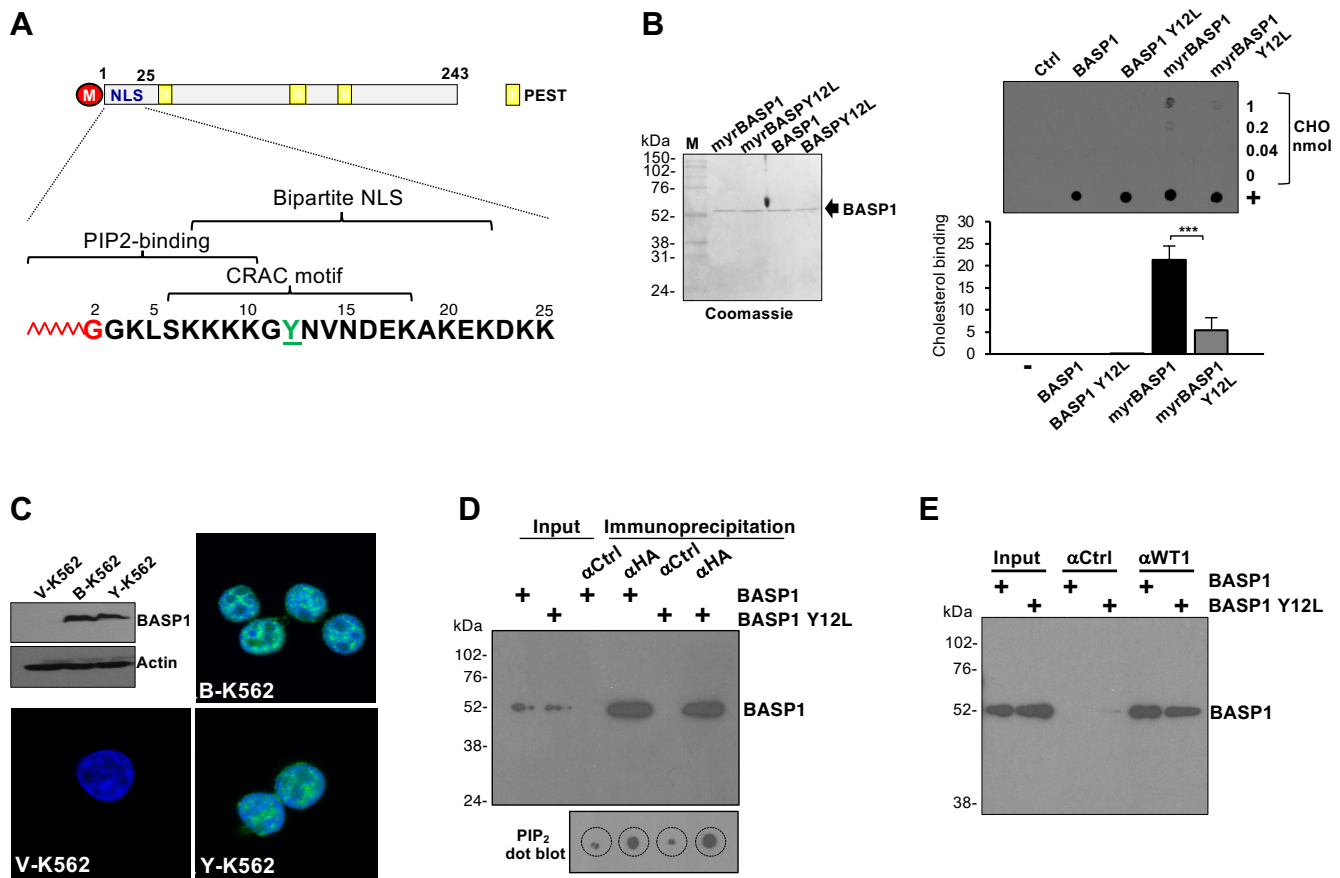 A
1
25
243
M
NLS
PEST
Bipartite NLS
PIP2-binding
CRAC motif
2 5 10 15 20 25
GGKLSKKKKGYNVNDEKAKEKDKK
B
kDa
M
myrBASP1
myrBASPY12L
BASP1
BASPY12L
150-
102-
76-
52-
38-
31-
24-
BASP1
Coomassie
Ctrl
BASP1
BASP1 Y12L
myrBASP1
myrBASP1
Y12L
1
0.2
0.04
0
+
CHO
nmol
Cholesterol binding
30
25
20
15
10
5
0
***
-
BASP1
BASP1 Y12L
myrBASP1
myrBASP1
Y12L
C
V-K562
B-K562
Y-K562
BASP1
Actin
B-K562
V-K562
Y-K562
D
Input
Immunoprecipitation
αCtrl
αHA
αCtrl
αHA
+ + + BASP1
+ + + BASP1 Y12L
kDa
102-
76-
52-
38-
24-
BASP1
PIP2
dot blot
E
Input
αCtrl
αWT1
+ + + BASP1
+ + + BASP1 Y12L
kDa
102-
76-
52-
38-
BASP1